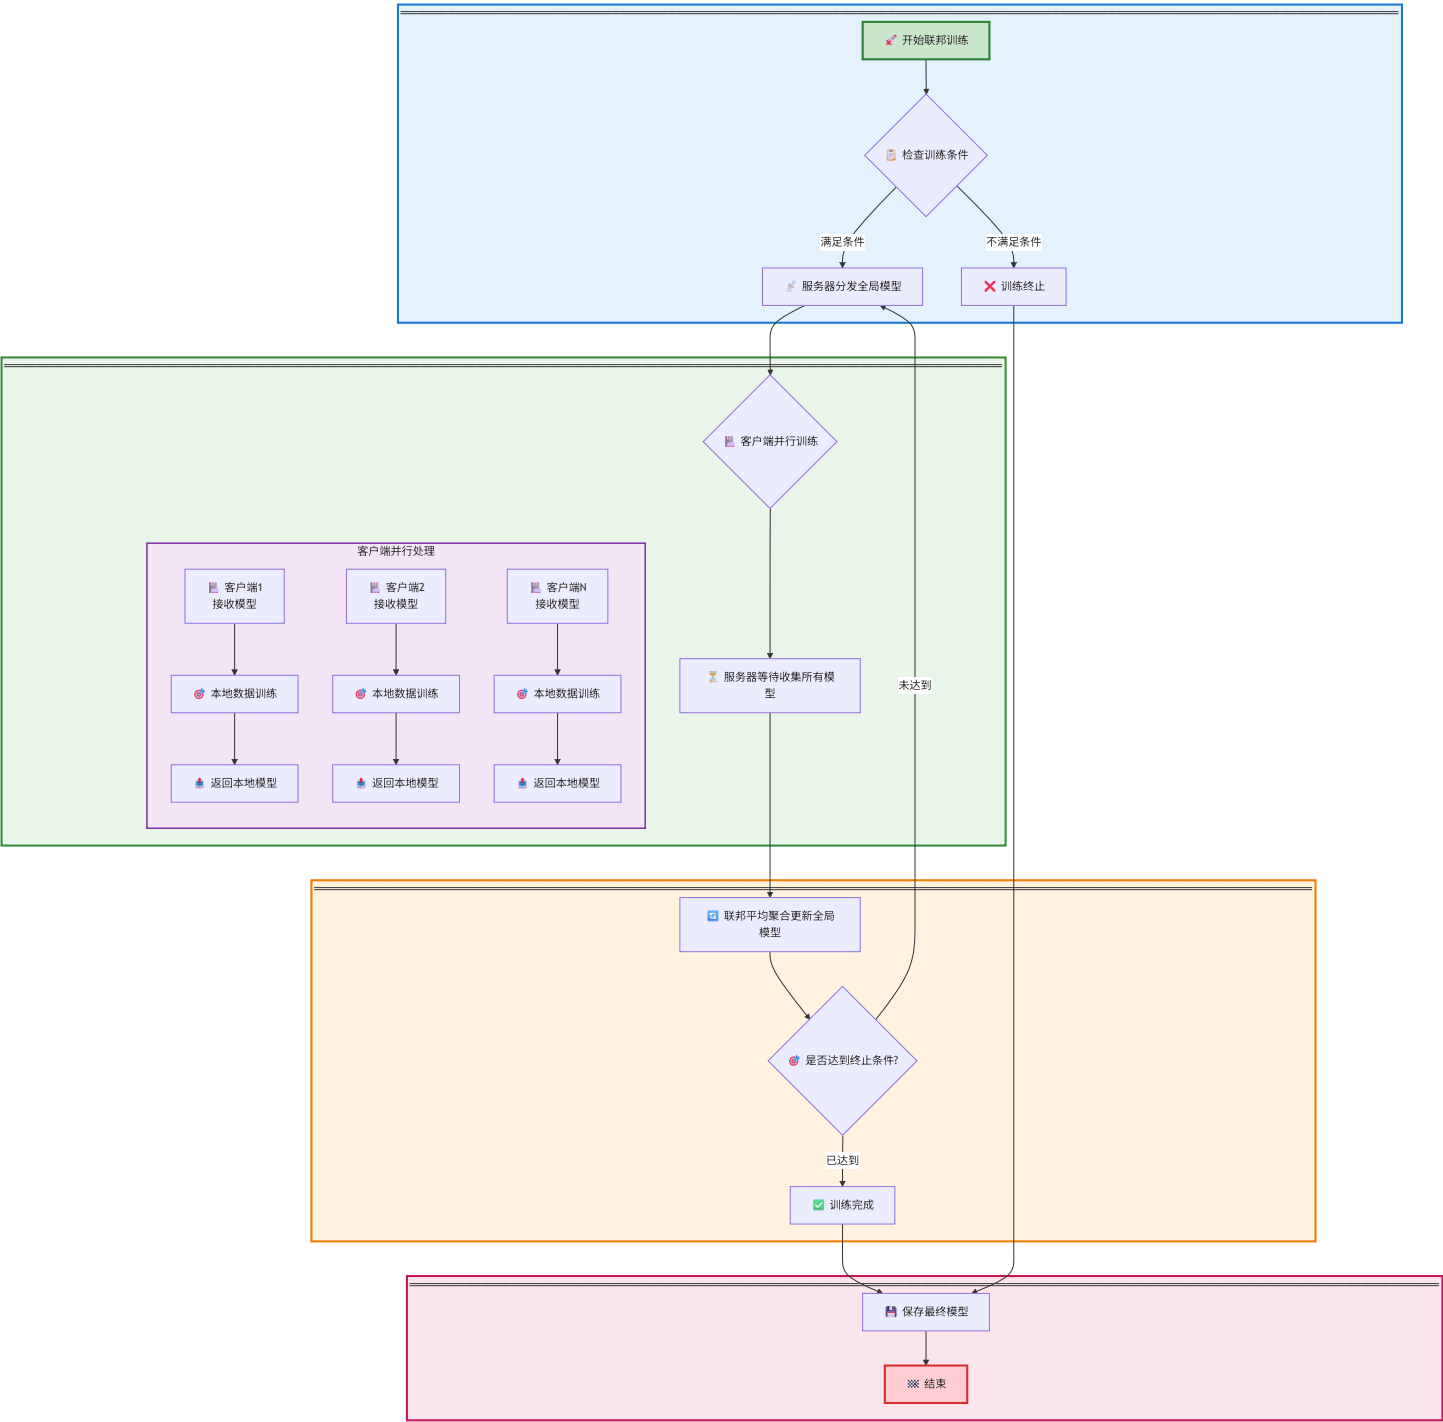 🚀 开始联邦训练
📋 检查训练条件
满足条件
不满足条件
📡 服务器分发全局模型
❌ 训练终止
客户端并行训练
客户端并行处理
客户端1
接收模型
客户端2
接收模型
客户端N
接收模型
⏳ 服务器等待收集所有模
型
🎯 本地数据训练
🎯 本地数据训练
🎯 本地数据训练
未达到
📤 返回本地模型
📤 返回本地模型
📤 返回本地模型
🔄 联邦平均聚合更新全局
模型
🎯 是否达到终止条件?
已达到
✅ 训练完成
💾 保存最终模型
🏁 结束